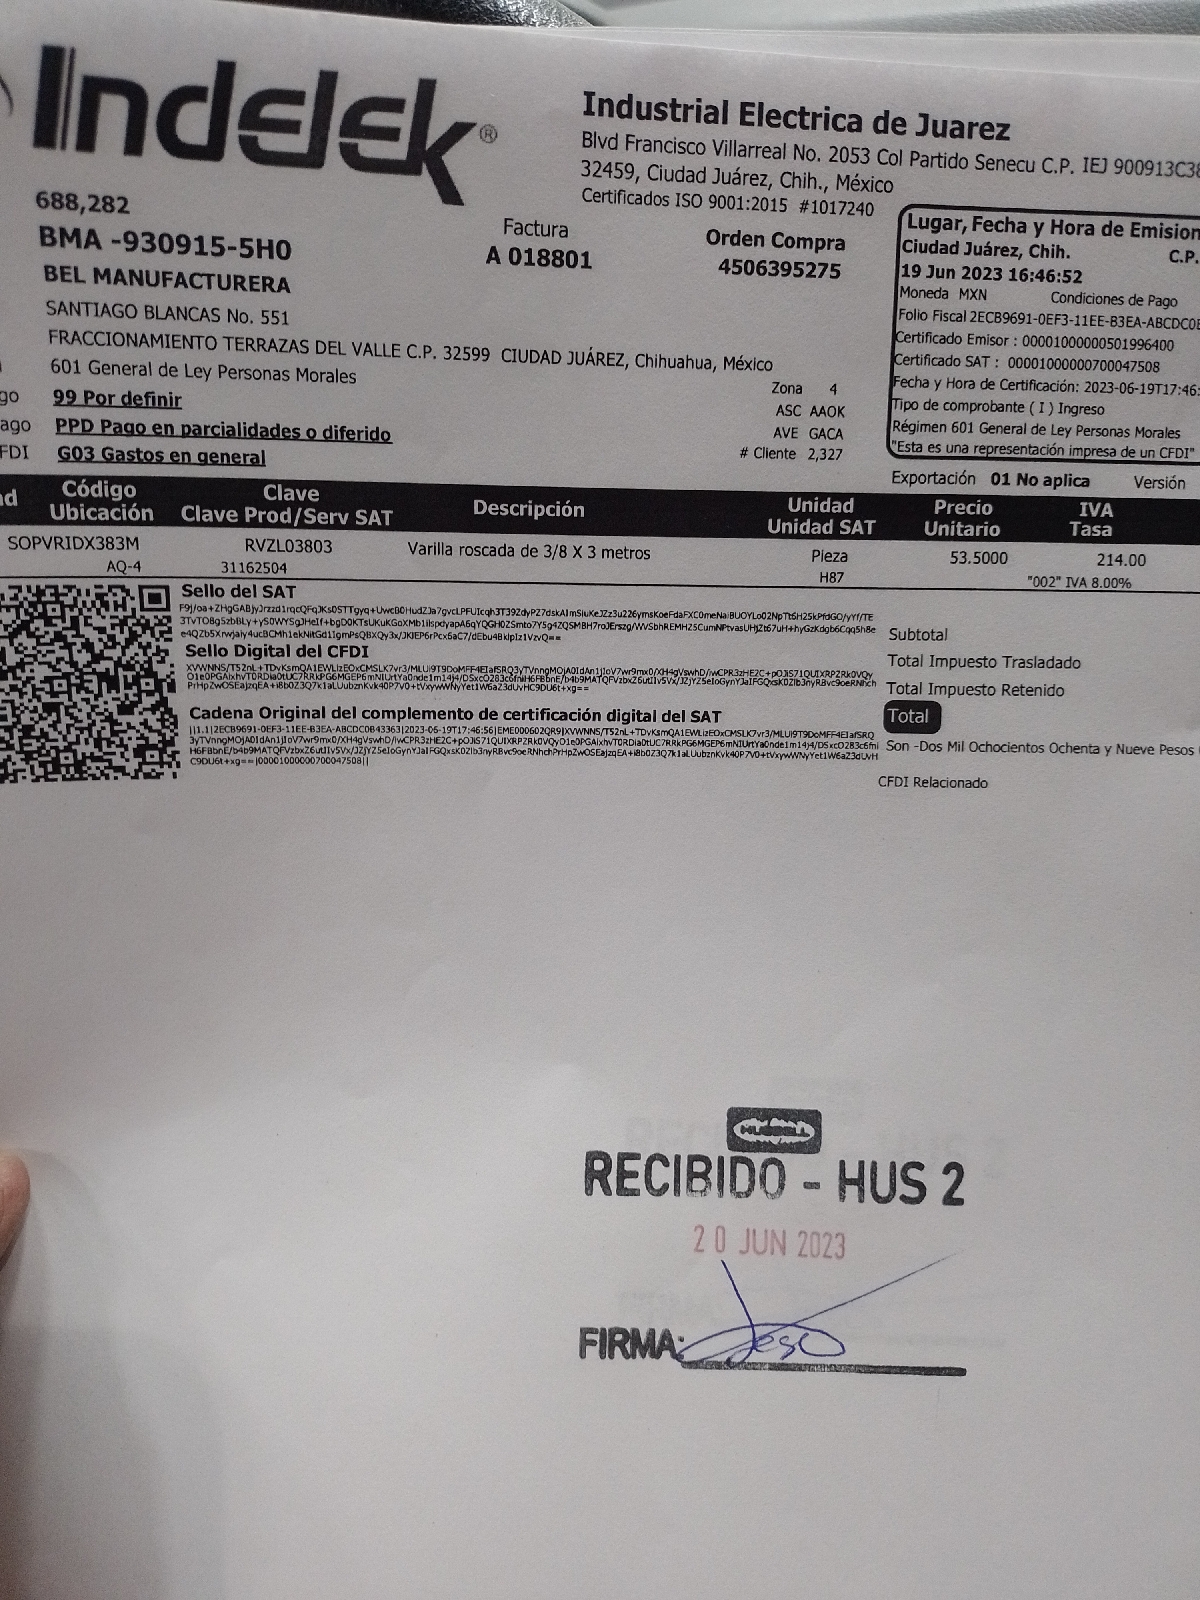 Indelek®
Industrial Electrica de Juarez
Blvd Francisco Villarreal No. 2053 Col Partido Senecu C.P. IEJ 900913C38
32459, Ciudad Juárez, Chih., México
Certificados ISO 9001:2015 #1017240
688,282
BMA -930915-5H0
BEL MANUFACTURERA
SANTIAGO BLANCAS No. 551
FRACCIONAMIENTO TERRAZAS DEL VALLE C.P. 32599 CIUDAD JUÁREZ, Chihuahua, México
601 General de Ley Personas Morales
go 99 Por definir
ago PPD Pago en parcialidades o diferido
FDI G03 Gastos en general
Factura
A 018801
Orden Compra
4506395275
Zona 4
ASC AAOK
AVE GACA
# Cliente 2,327
Lugar, Fecha y Hora de Emision
Ciudad Juárez, Chih. C.P.
19 Jun 2023 16:46:52
Moneda MXN Condiciones de Pago
Folio Fiscal 2ECB9691-0EF3-11EE-B3EA-ABCDC0B
Certificado Emisor : 00001000000501996400
Certificado SAT : 00001000000700047508
Fecha y Hora de Certificación: 2023-06-19T17:46:
Tipo de comprobante ( I ) Ingreso
Régimen 601 General de Ley Personas Morales
"Esta es una representación impresa de un CFDI"
Exportación 01 No aplica Versión
ad Código Ubicación Clave Clave Prod/Serv SAT Descripción Unidad Unidad SAT Precio Unitario IVA Tasa
SOPVRIDX383M RVZL03803 Varilla roscada de 3/8 X 3 metros Pieza 53.5000 214.00
AQ-4 31162504 H87 "002" IVA 8.00%
Sello del SAT
Sello Digital del CFDI
Cadena Original del complemento de certificación digital del SAT
Subtotal
Total Impuesto Trasladado
Total Impuesto Retenido
Total
Son -Dos Mil Ochocientos Ochenta y Nueve Pesos
CFDI Relacionado
HUBBELL
RECIBIDO - HUS 2
20 JUN 2023
FIRMA: